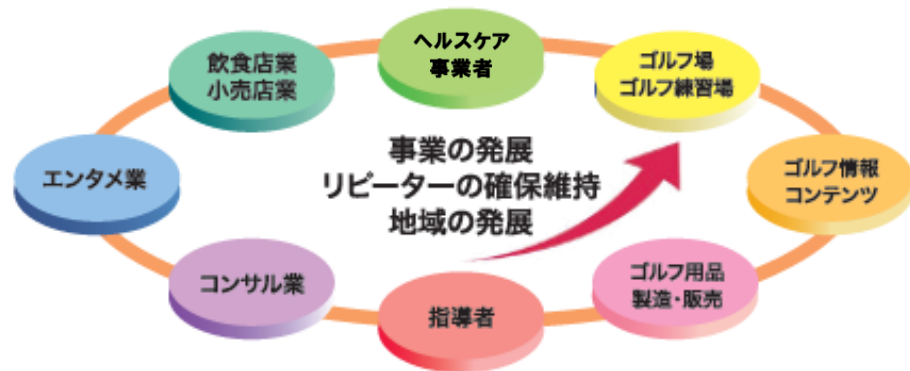 ヘルスケア
事業者
飲食店業
小売店業
ゴルフ場
ゴルフ練習場
エンタメ業
事業の発展
リピーターの確保維持
地域の発展
ゴルフ情報
コンテンツ
コンサル業
ゴルフ用品
製造・販売
指導者